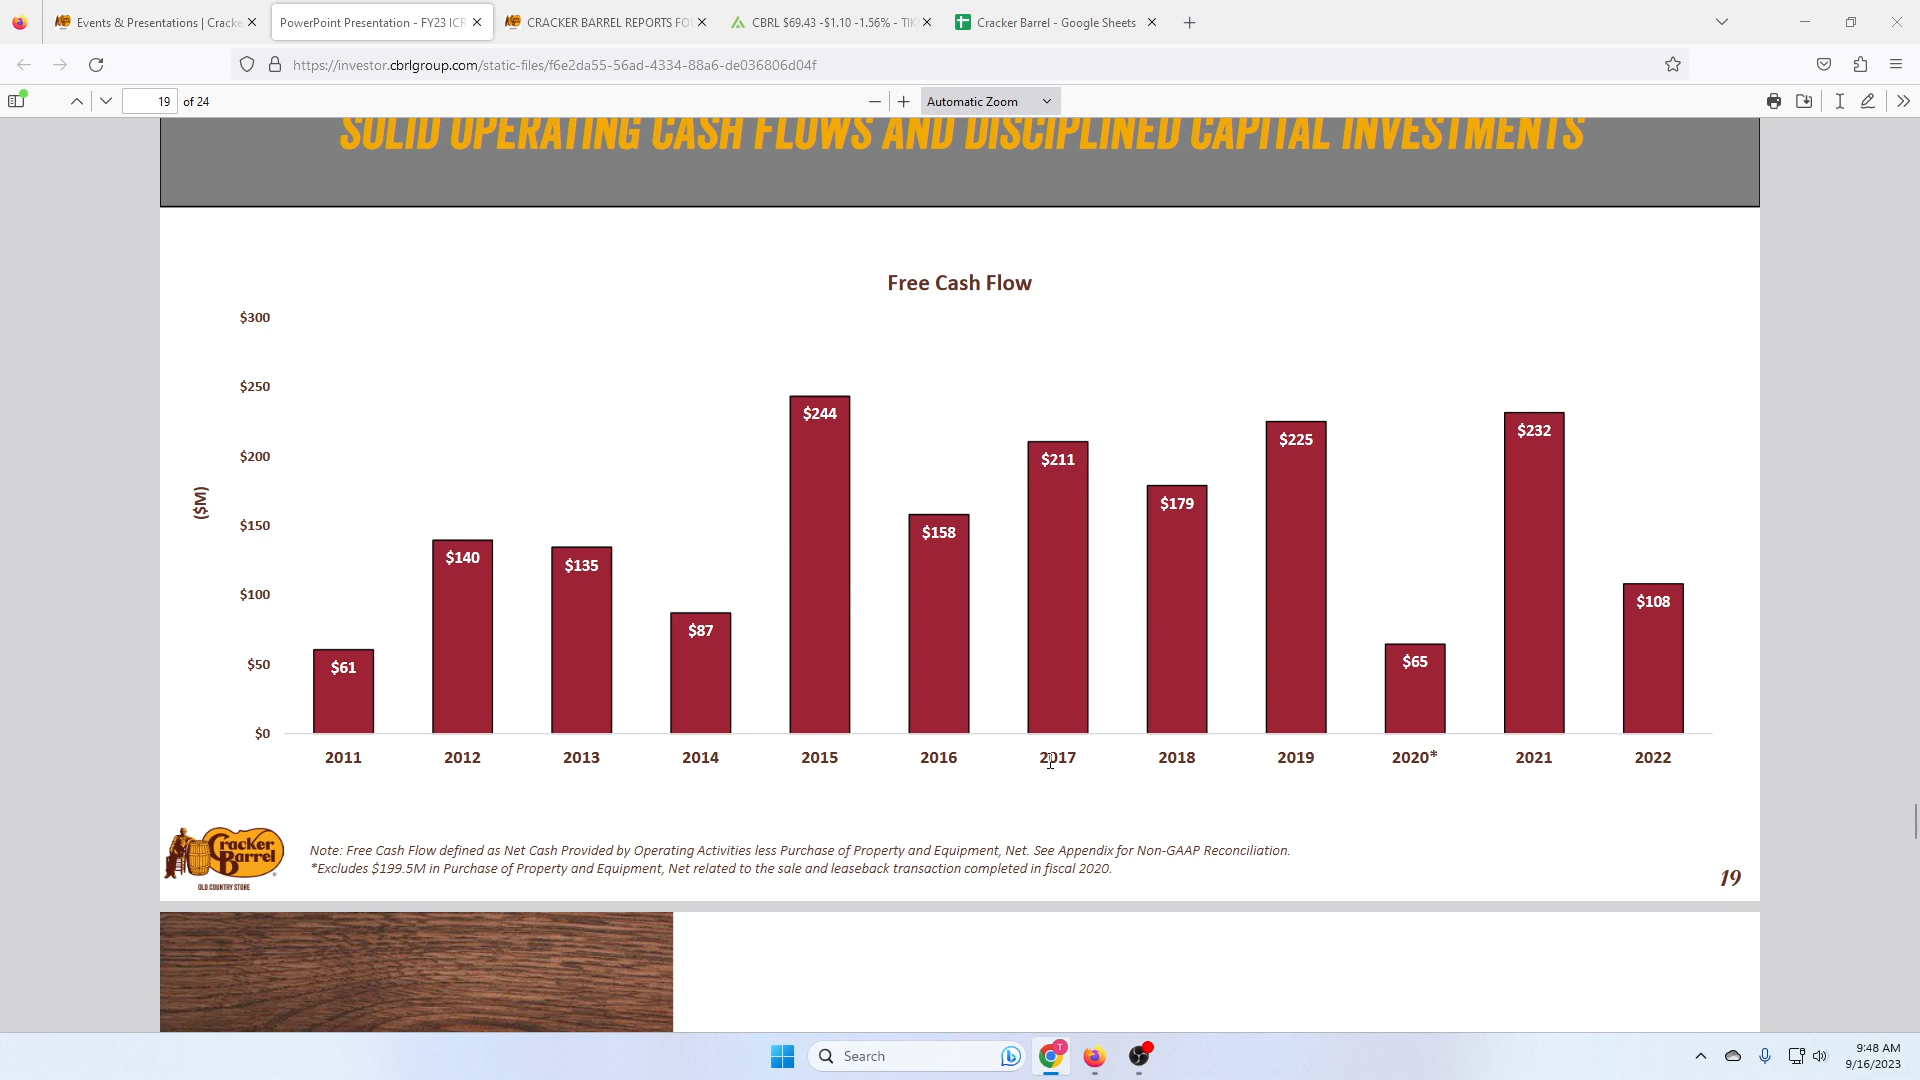 Events & Presentations | Cracke
PowerPoint Presentation - FY23 ICR
CRACKER BARREL REPORTS FO
CBRL $69.43 -$1.10 -1.56% - TIK
Cracker Barrel - Google Sheets
https://investor.cbrlgroup.com/static-files/f6e2da55-56ad-4334-88a6-de036806d04f
19 of 24
Automatic Zoom
SOLID OPERATING CASH FLOWS AND DISCIPLINED CAPITAL INVESTMENTS
Free Cash Flow
($M)
$300
$250
$200
$150
$100
$50
$0
$61
$140
$135
$87
$244
$158
$211
$179
$225
$65
$232
$108
2011 2012 2013 2014 2015 2016 2017 2018 2019 2020* 2021 2022
Cracker
Barrel
OLD COUNTRY STORE
Note: Free Cash Flow defined as Net Cash Provided by Operating Activities less Purchase of Property and Equipment, Net. See Appendix for Non-GAAP Reconciliation.
*Excludes $199.5M in Purchase of Property and Equipment, Net related to the sale and leaseback transaction completed in fiscal 2020.
19
Search
T
9:48 AM
9/16/2023